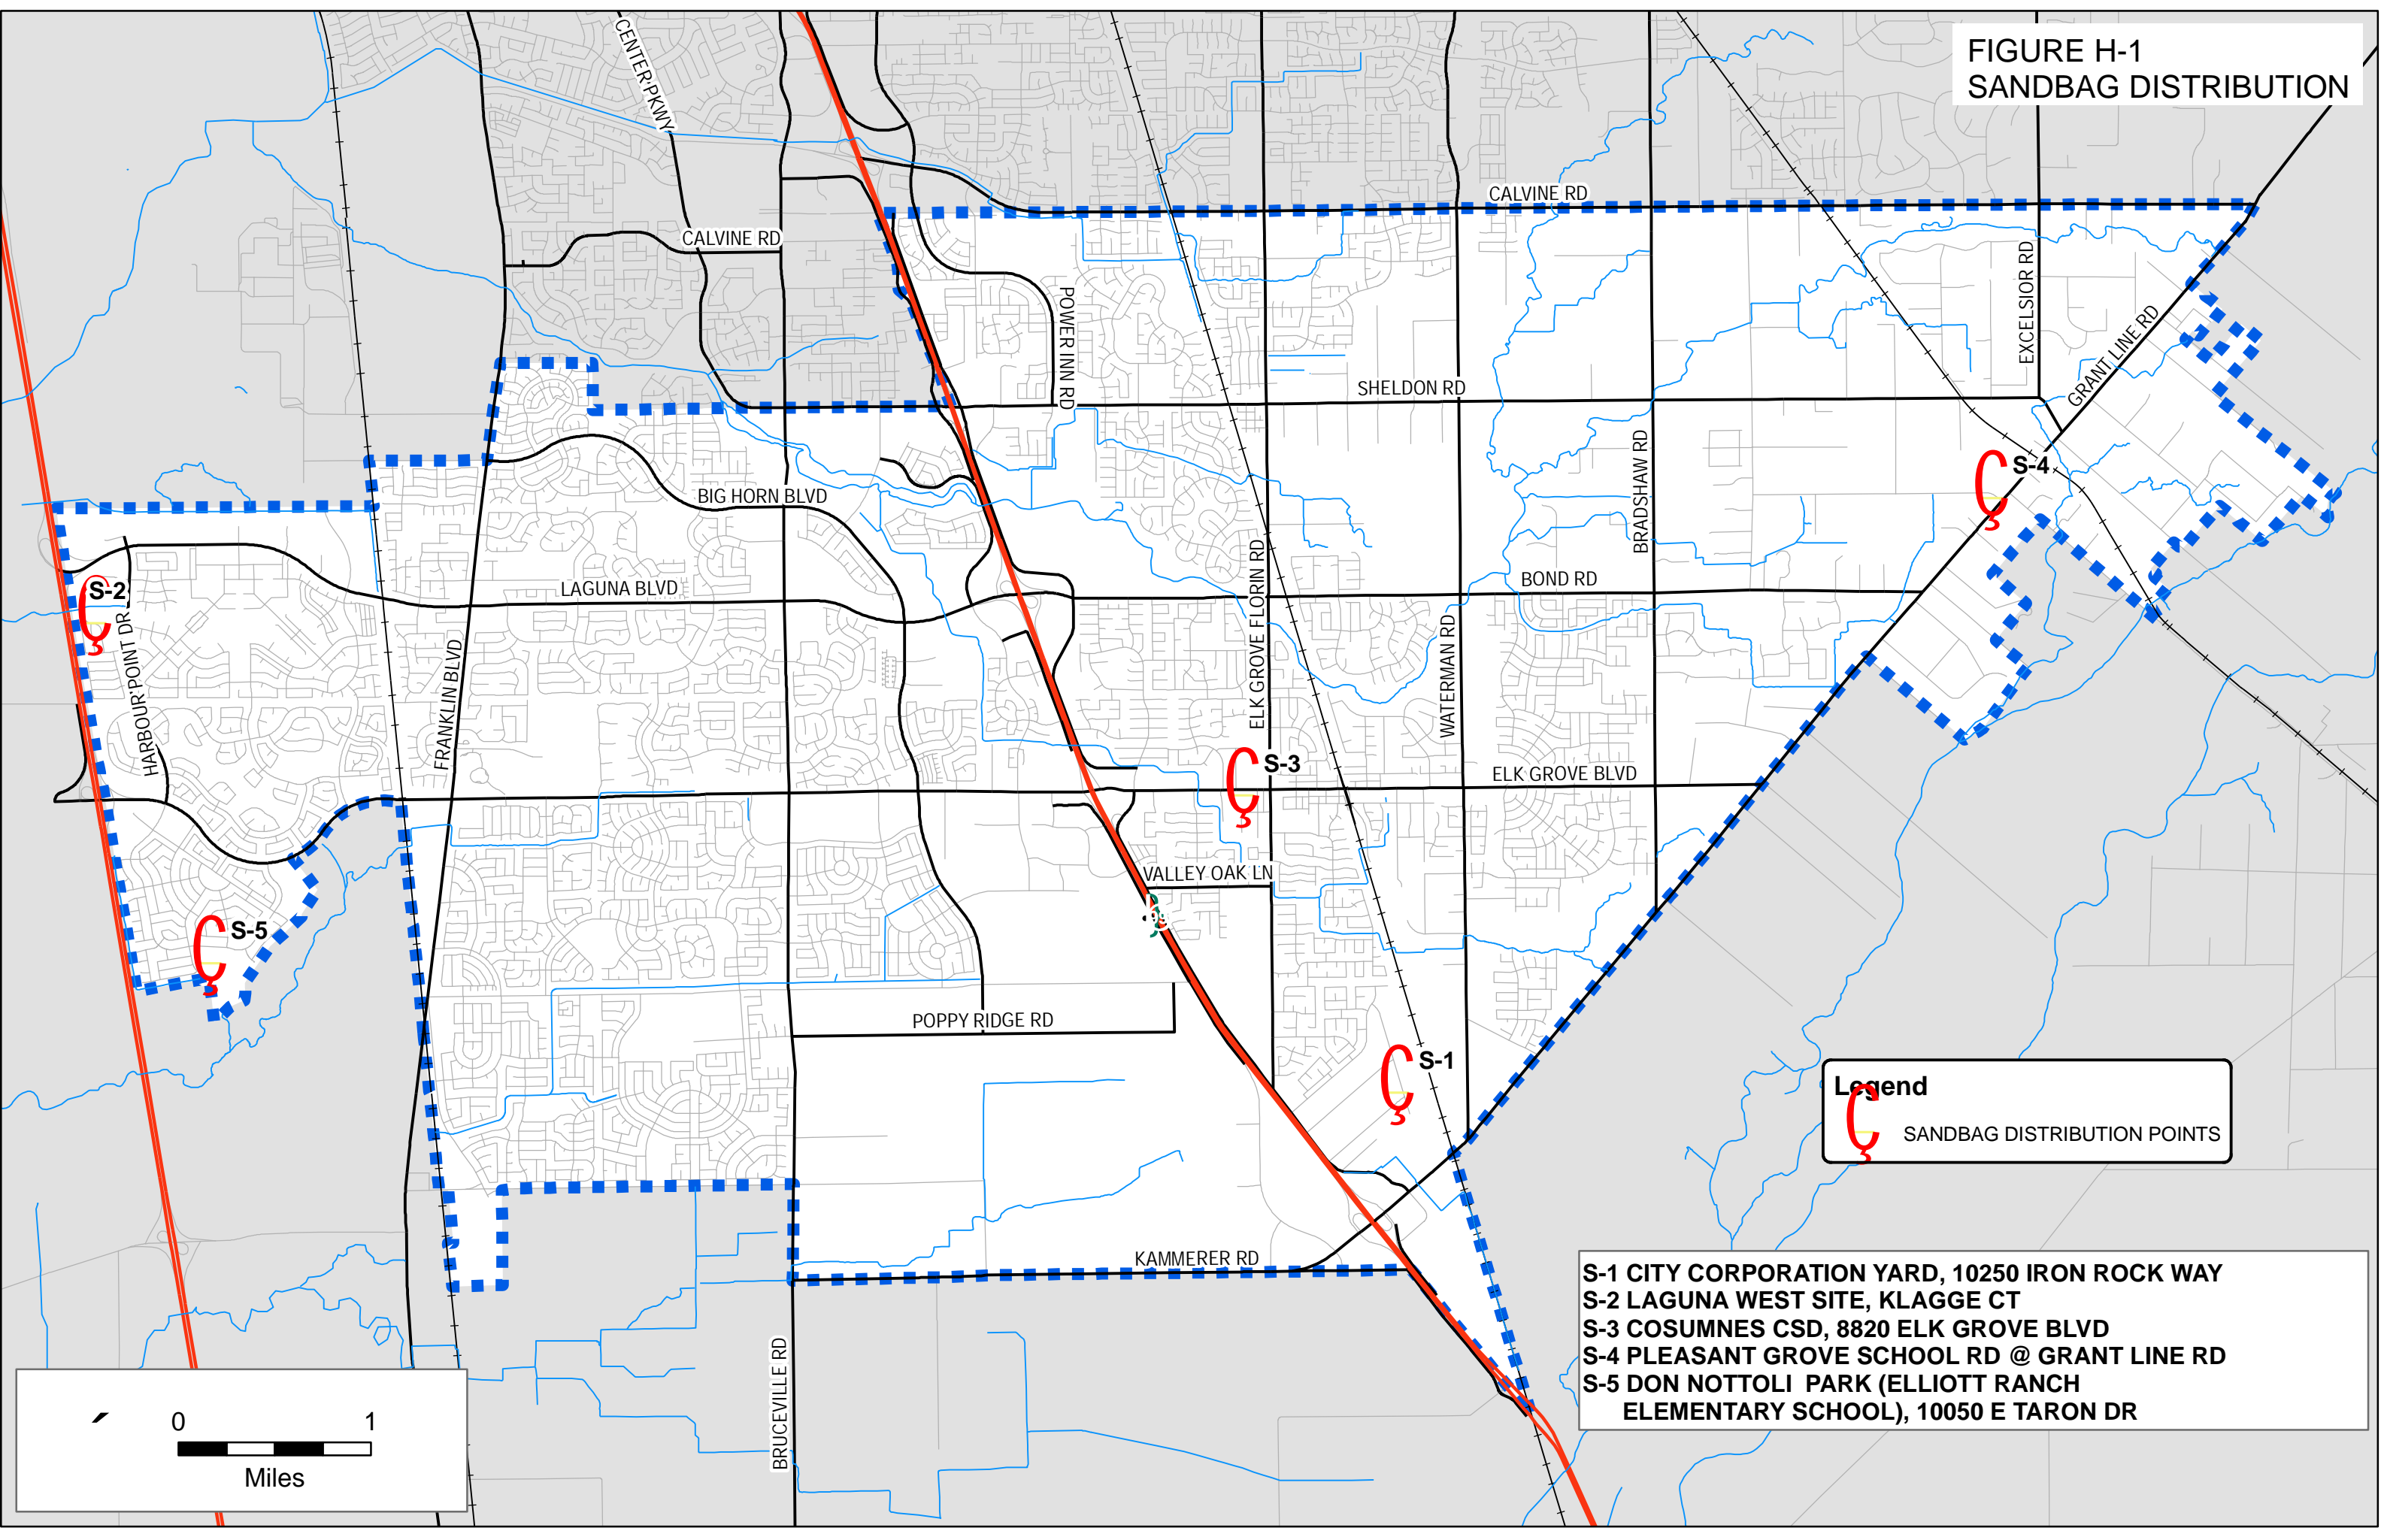 FIGURE H-1
SANDBAG DISTRIBUTION
CENTER PKWY
CALVINE RD
CALVINE RD
POWER INN RD
EXCELSIOR RD
GRANT LINE RD
SHELDON RD
S-4
BIG HORN BLVD
BRADSHAW RD
ELK GROVE FLORIN RD
BOND RD
LAGUNA BLVD
S-2
HARBOUR POINT DR
FRANKLIN BLVD
WATERMAN RD
S-3
ELK GROVE BLVD
VALLEY OAK LN
S-5
POPPY RIDGE RD
S-1
Legend
Ç SANDBAG DISTRIBUTION POINTS
KAMMERER RD
BRUCEVILLE RD
S-1 CITY CORPORATION YARD, 10250 IRON ROCK WAY
S-2 LAGUNA WEST SITE, KLAGGE CT
S-3 COSUMNES CSD, 8820 ELK GROVE BLVD
S-4 PLEASANT GROVE SCHOOL RD @ GRANT LINE RD
S-5 DON NOTTOLI PARK (ELLIOTT RANCH
ELEMENTARY SCHOOL), 10050 E TARON DR
0 1
Miles